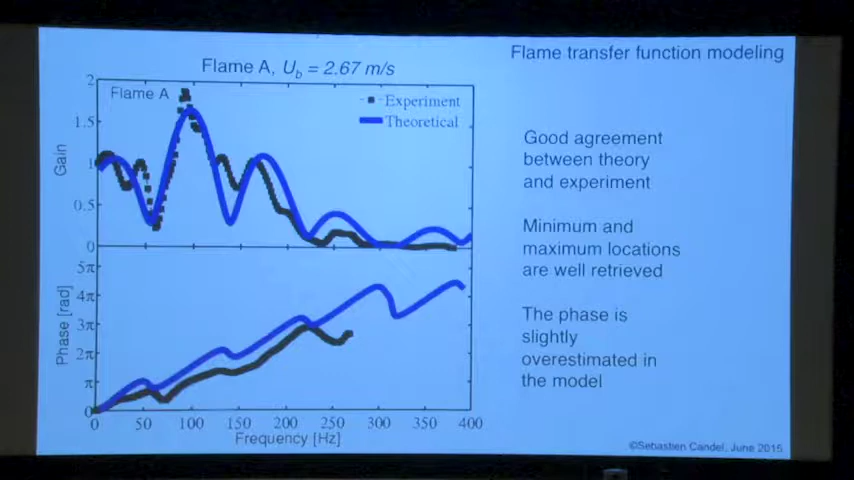 Flame transfer function modeling
Flame A, Ub = 2.67 m/s
Flame A
Experiment
Theoretical
Gain
2
1.5
1
0.5
0
Good agreement
between theory
and experiment
Minimum and
maximum locations
are well retrieved
The phase is
slightly
overestimated in
the model
Phase [rad]
5π
4π
3π
2π
π
0
0 50 100 150 200 250 300 350 400
Frequency [Hz]
©Sebastien Candel, June 2015